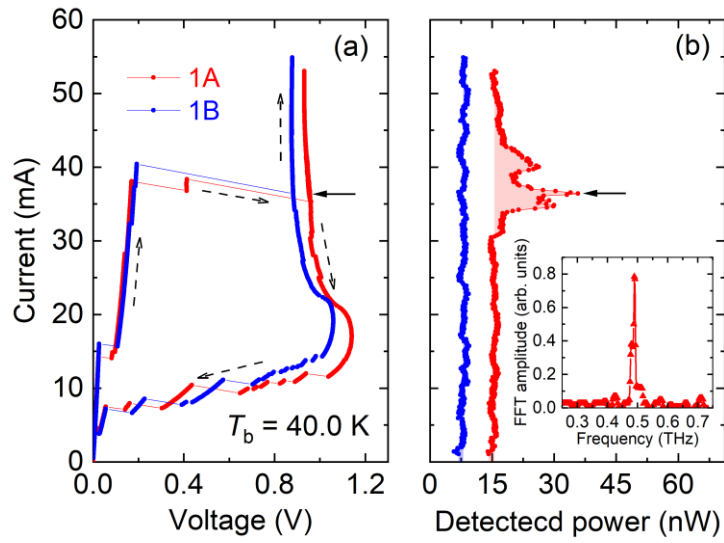 (a)
1A
1B
60
50
40
30
20
10
0
Current (mA)
T_b = 40.0 K
0.0 0.4 0.8 1.2
Voltage (V)
(b)
0.8
0.6
0.4
0.2
0.0
FFT amplitude (arb. units)
0.3 0.4 0.5 0.6 0.7
Frequency (THz)
0 15 30 45 60
Detectecd power (nW)